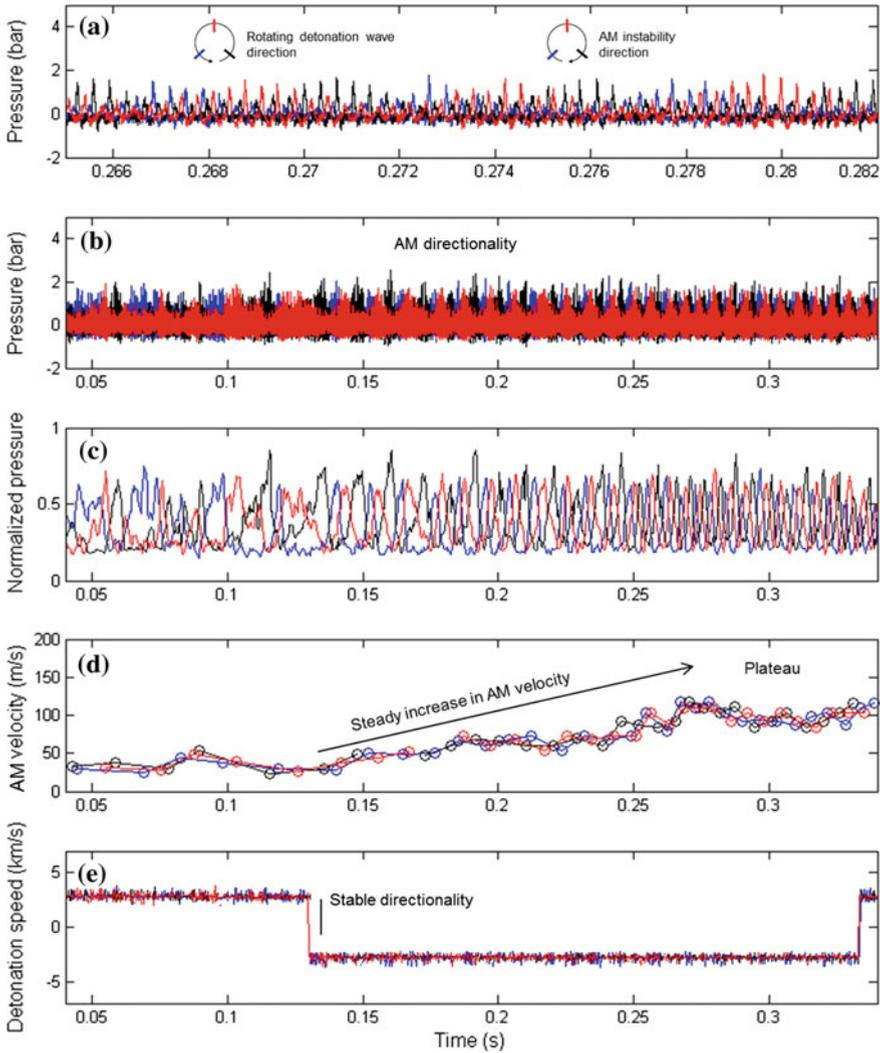 (a)
Rotating detonation wave
direction
AM instability
direction
Pressure (bar)
4
2
0
-2
0.266 0.268 0.27 0.272 0.274 0.276 0.278 0.28 0.282
(b)
AM directionality
Pressure (bar)
4
2
0
-2
0.05 0.1 0.15 0.2 0.25 0.3
(c)
Normalized pressure
1
0.5
0
0.05 0.1 0.15 0.2 0.25 0.3
(d)
Steady increase in AM velocity
Plateau
AM velocity (m/s)
200
150
100
50
0
0.05 0.1 0.15 0.2 0.25 0.3
(e)
Stable directionality
Detonation speed (km/s)
5
0
-5
0.05 0.1 0.15 0.2 0.25 0.3
Time (s)